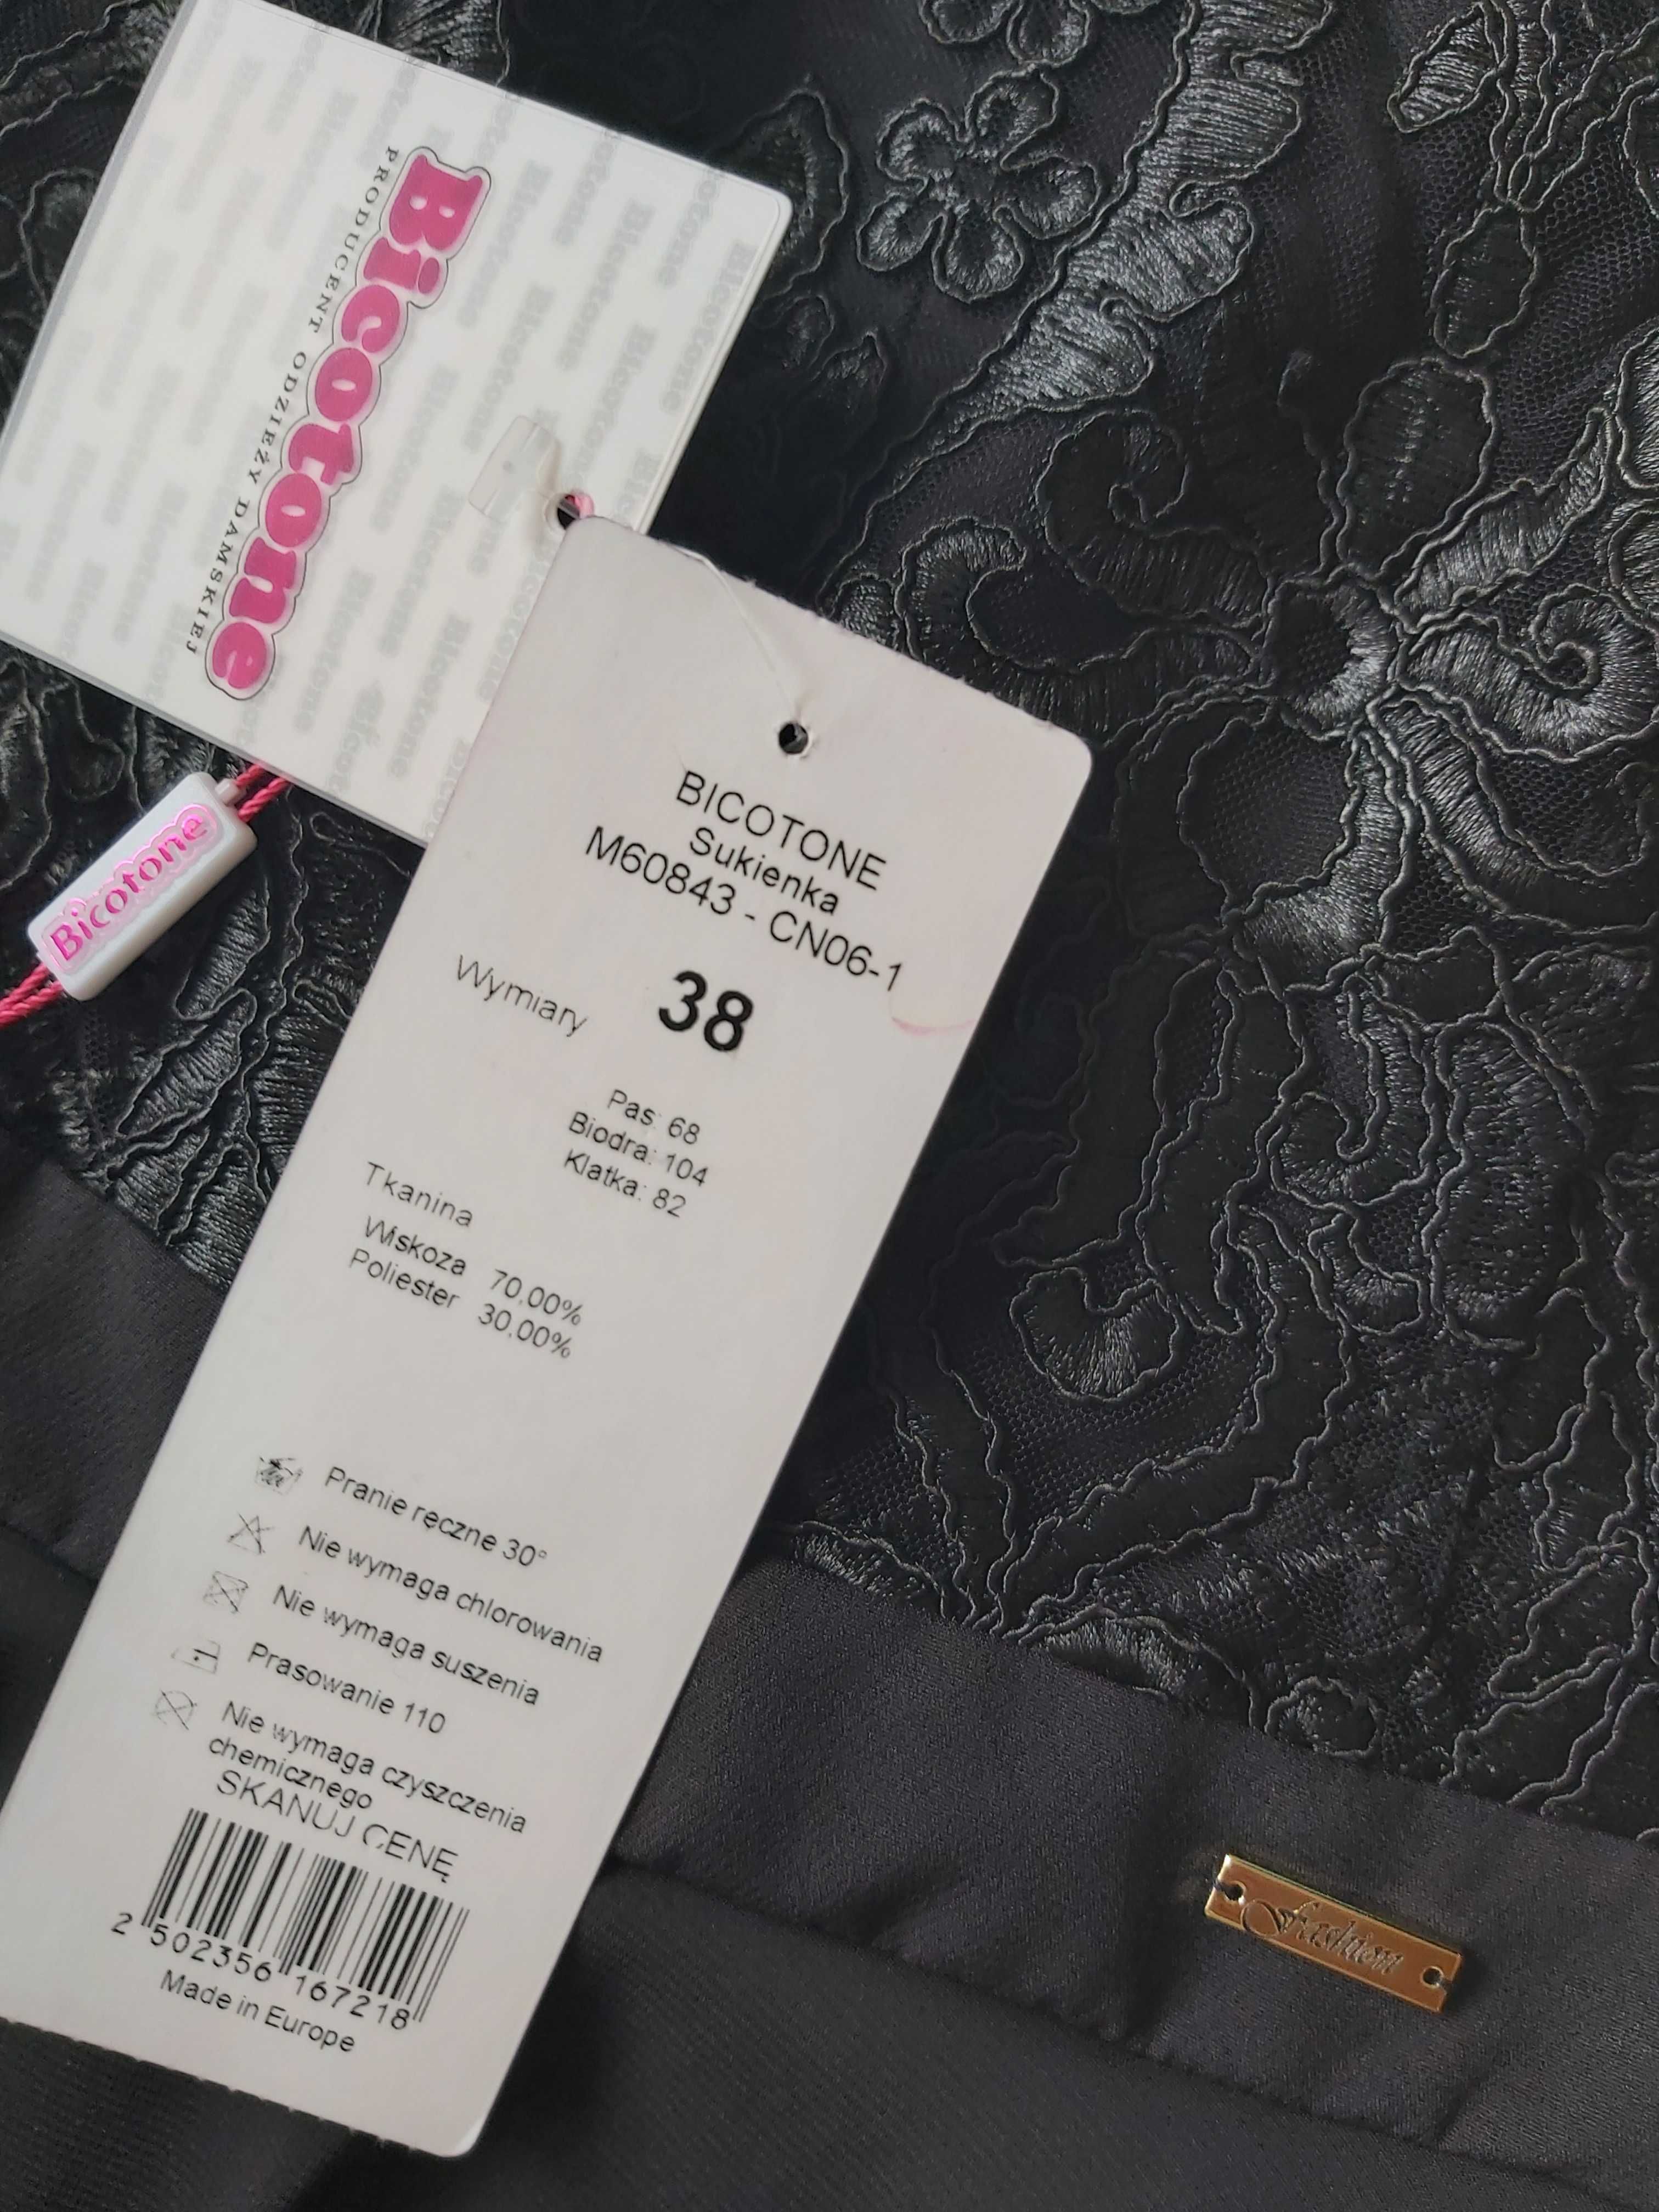 Bicotone
PRODUCENT ODZIEŻY DAMSKIEJ
Bicotone
BICOTONE
Sukienka
M60843 - CN06-1
Wymiary 38
Pas: 68
Biodra: 104
Klatka: 82
Tkanina
Wiskoza 70,00%
Poliester 30,00%
Pranie ręczne 30°
Nie wymaga chlorowania
Nie wymaga suszenia
Prasowanie 110
Nie wymaga czyszczenia
chemicznego
SKANUJ CENĘ
2 502356 167218
Made in Europe
Fashion